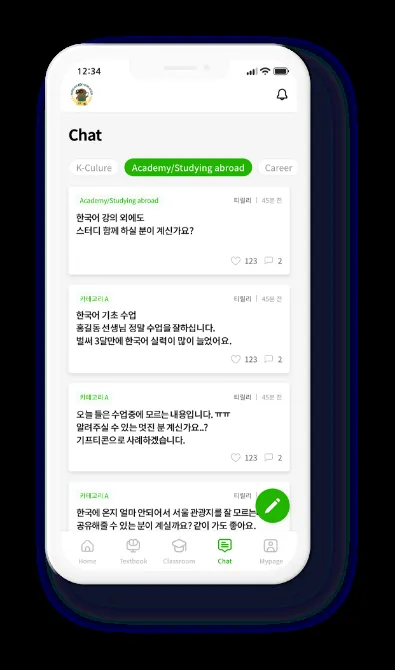 12:34
Chat
K-Culure
Academy/Studying abroad
Career
Academy/Studying abroad
티릴리 | 45분 전
한국어 강의 외에도
스터디 함께 하실 분이 계신가요?
123
2
카테고리 A
티릴리 | 45분 전
한국어 기초 수업
홍길동 선생님 정말 수업을 잘하십니다.
벌써 3달만에 한국어 실력이 많이 늘었어요.
123
2
카테고리 A
티릴리 | 45분 전
오늘 들은 수업중에 모르는 내용입니다. ㅠㅠ
알려주실 수 있는 멋진 분 계신가요..?
기프티콘으로 사례하겠습니다.
123
2
카테고리 A
티릴리
한국에 온지 얼마 안되어서 서울 관광지를 잘 모르는
공유해줄 수 있는 분이 계실까요? 같이 가도 좋아요.
Home
Textbook
Classroom
Chat
Mypage